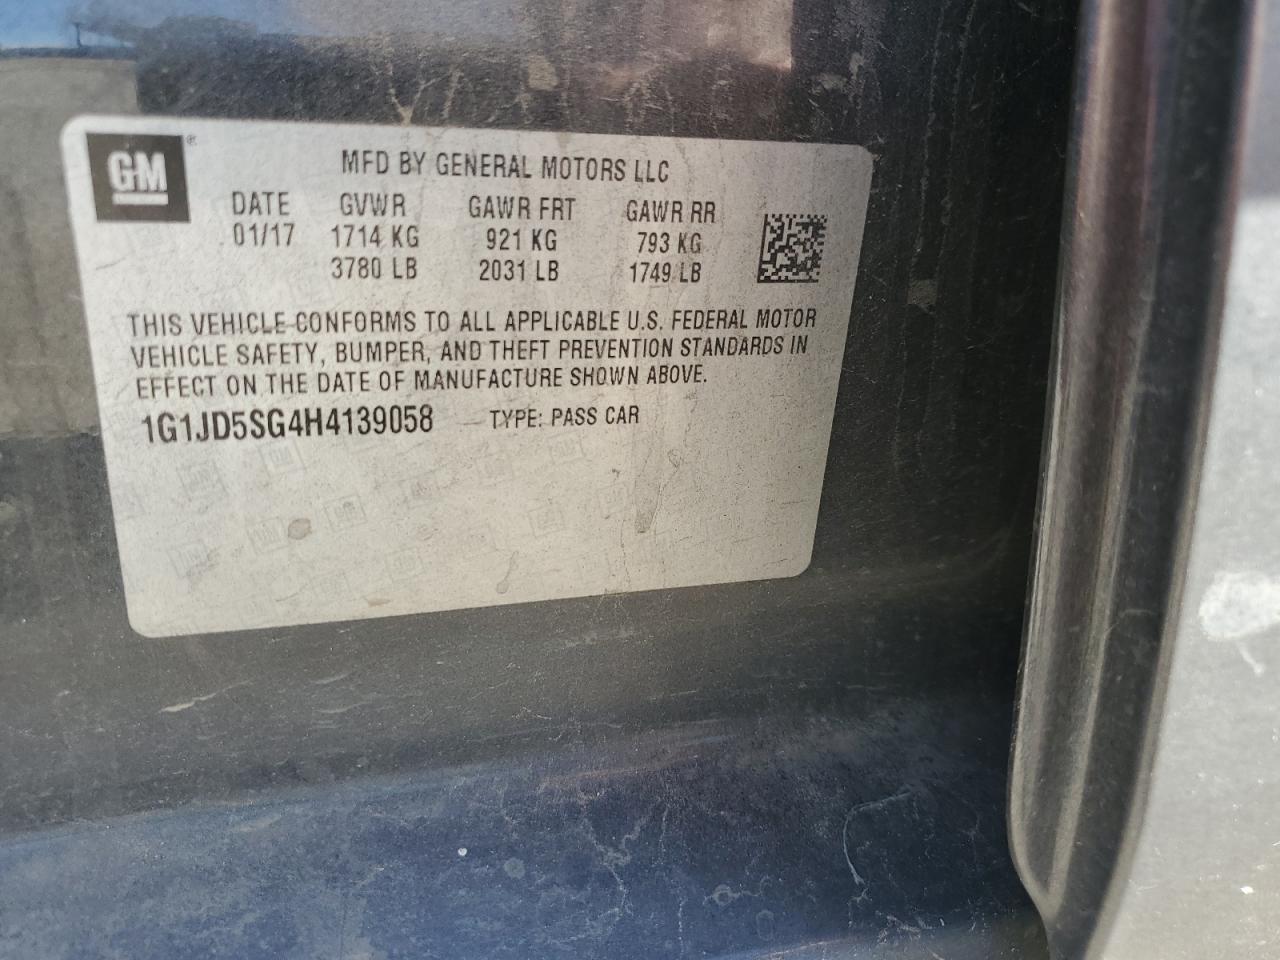 GM ®
MFD BY GENERAL MOTORS LLC
DATE GVWR GAWR FRT GAWR RR
01/17 1714 KG 921 KG 793 KG
3780 LB 2031 LB 1749 LB
THIS VEHICLE CONFORMS TO ALL APPLICABLE U.S. FEDERAL MOTOR
VEHICLE SAFETY, BUMPER, AND THEFT PREVENTION STANDARDS IN
EFFECT ON THE DATE OF MANUFACTURE SHOWN ABOVE.
1G1JD5SG4H4139058 TYPE: PASS CAR